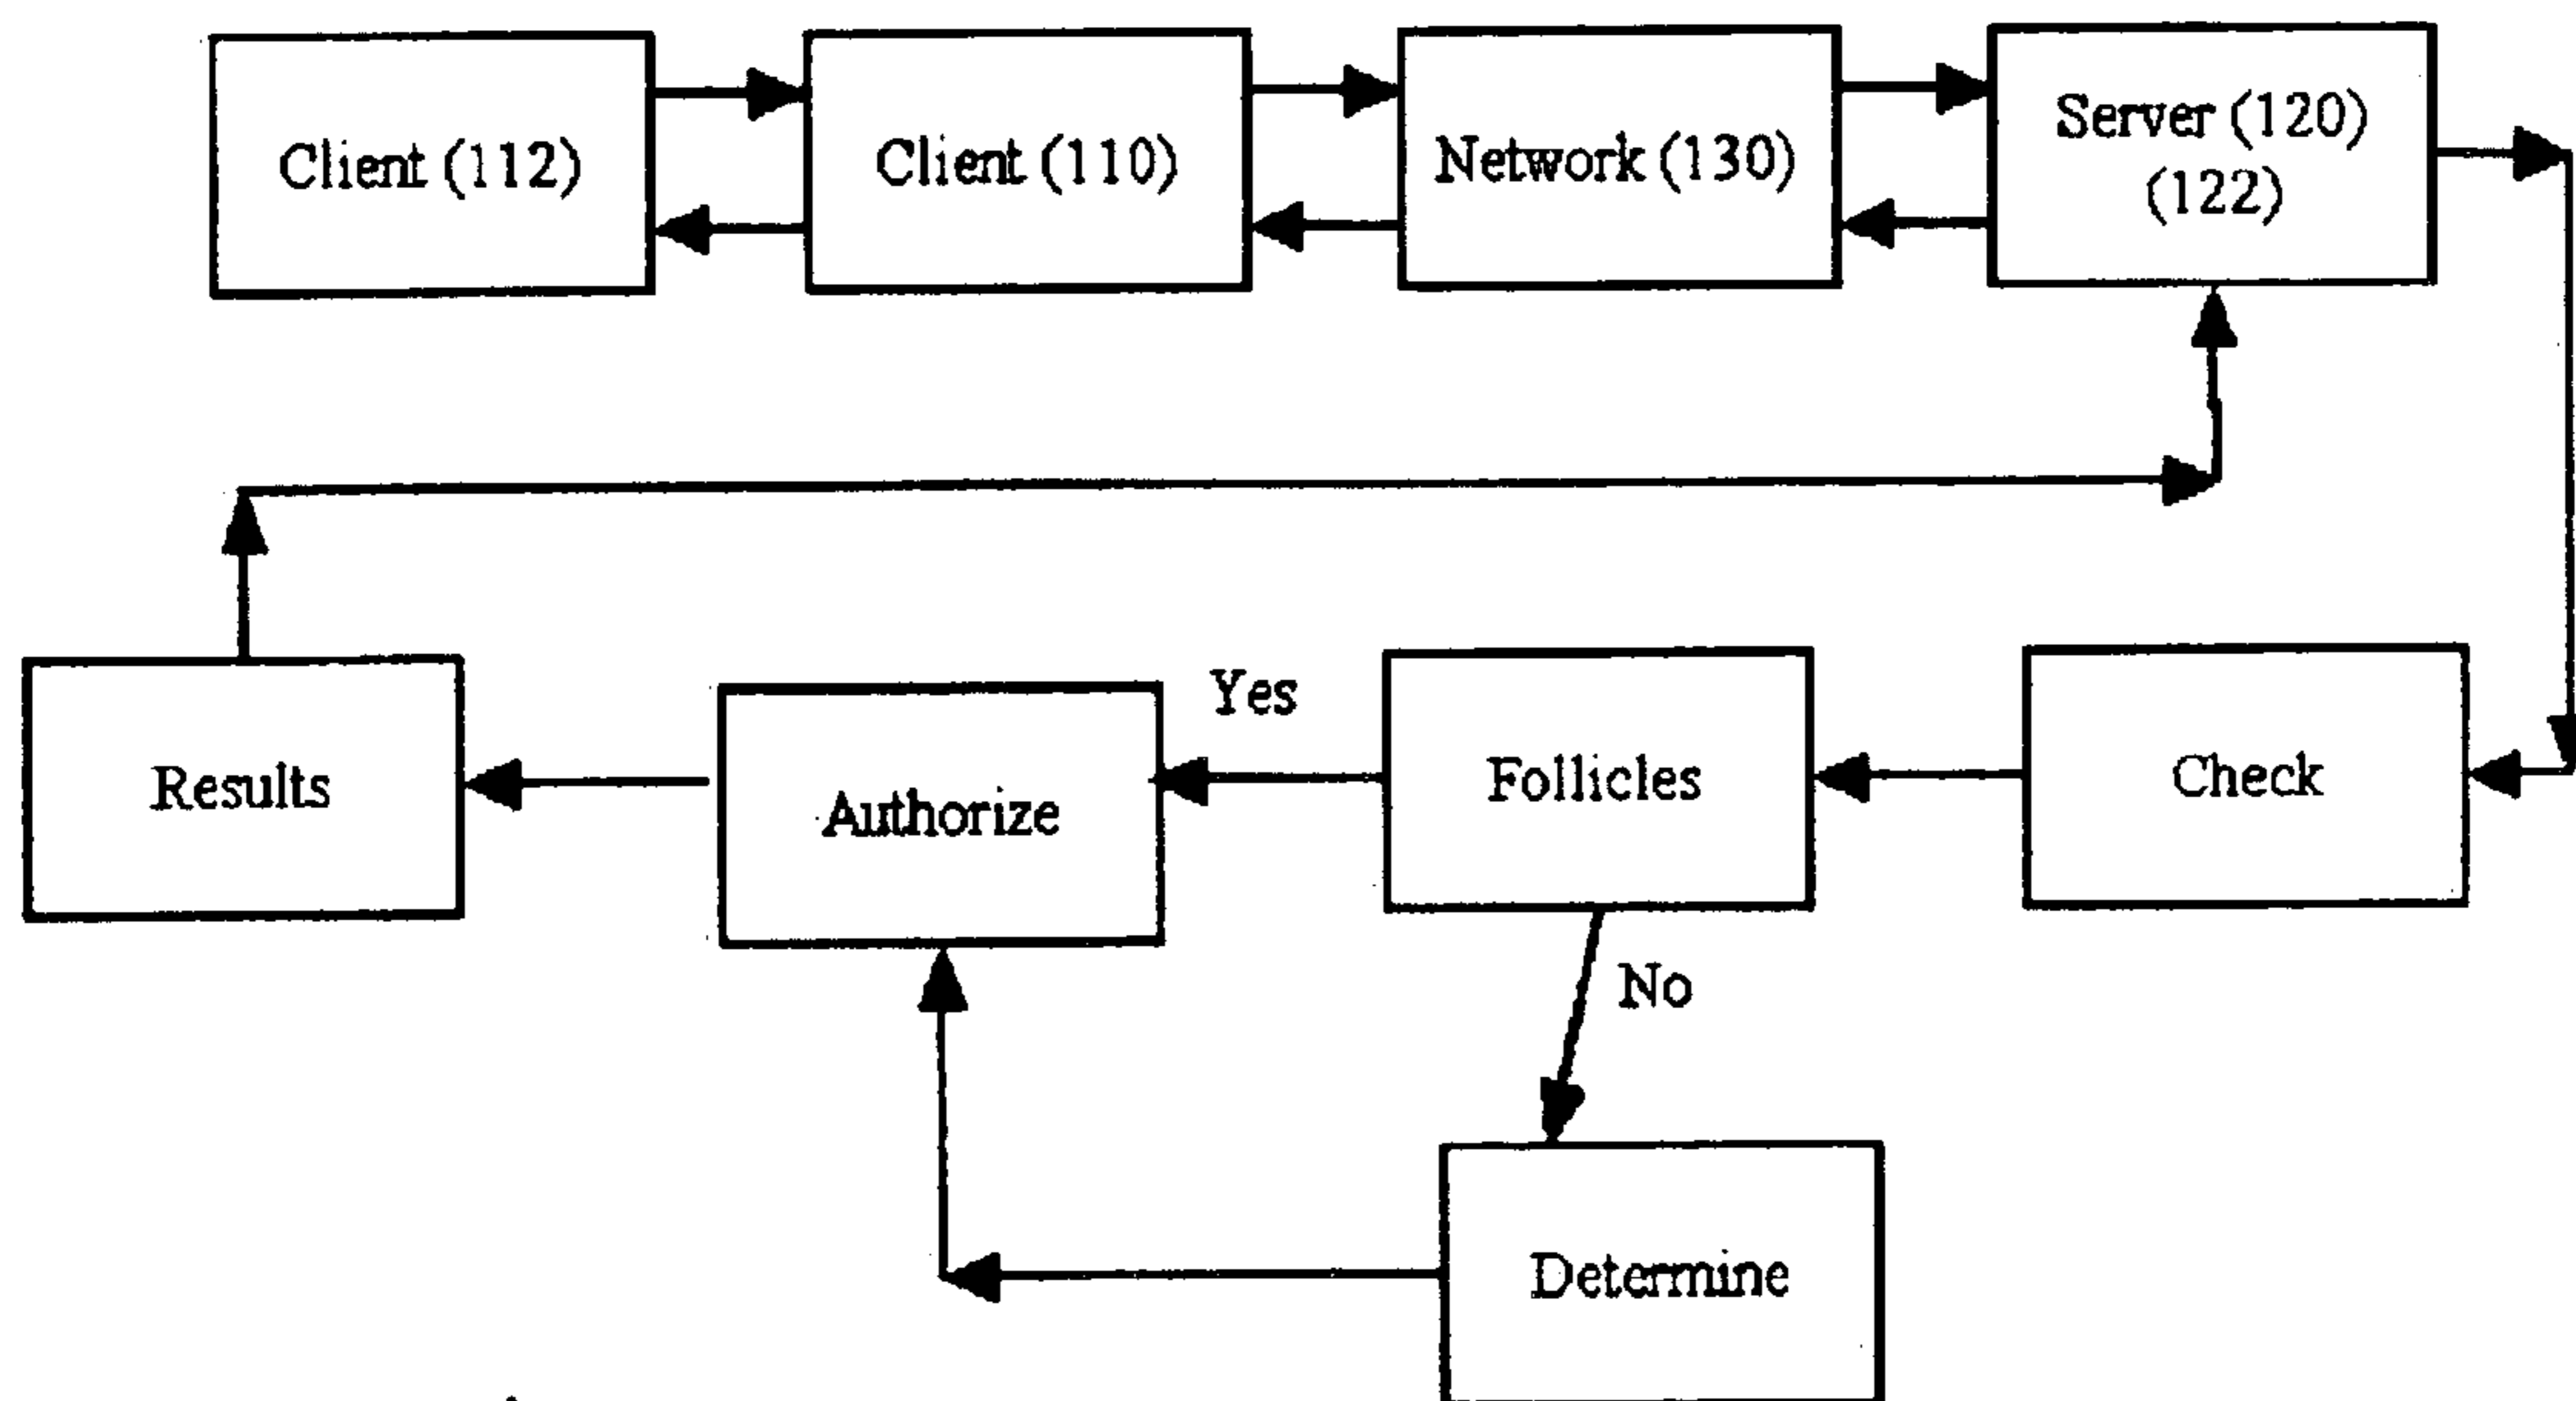 Client (112)
Client (110)
Network (130)
Server (120)
(122)
Results
Authorize
Yes
Follicles
Check
No
Determine